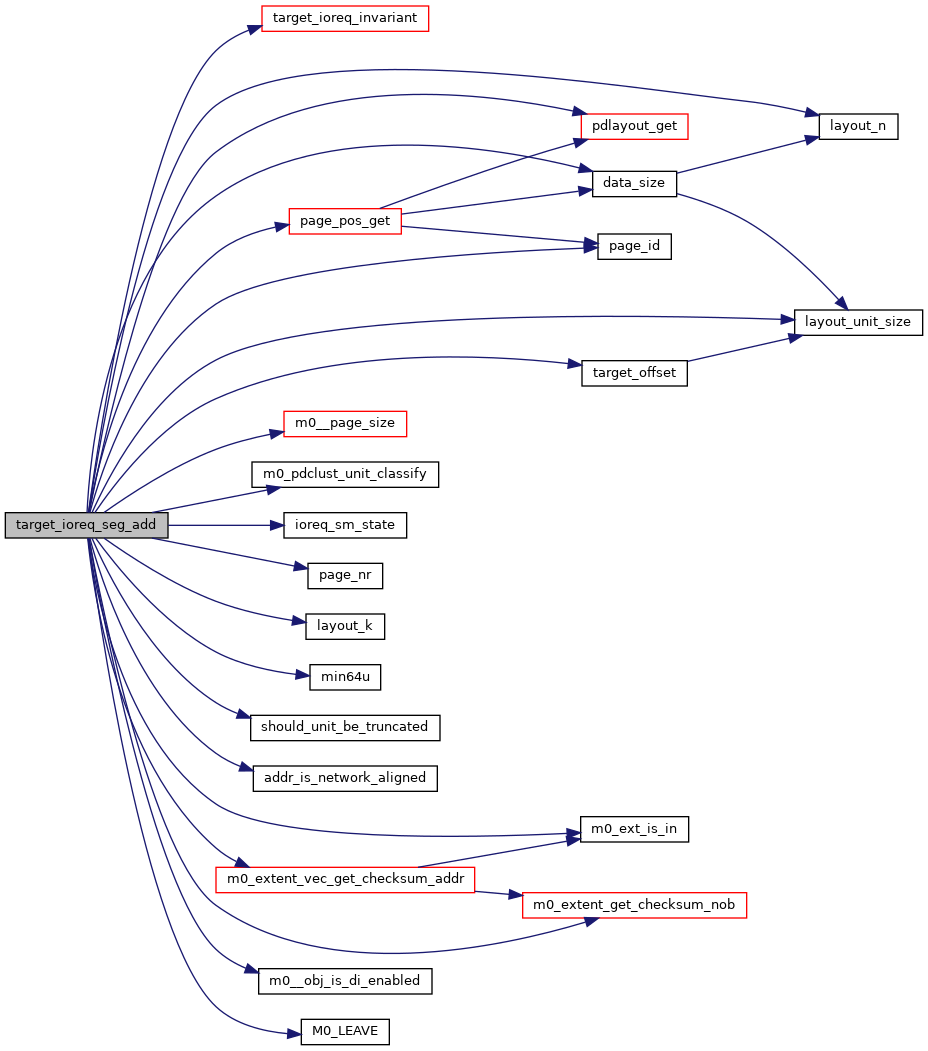 target_ioreq_invariant
pdlayout_get
layout_n
data_size
page_pos_get
page_id
layout_unit_size
target_offset
m0__page_size
m0_pdclust_unit_classify
target_ioreq_seg_add
ioreq_sm_state
page_nr
layout_k
min64u
should_unit_be_truncated
addr_is_network_aligned
m0_ext_is_in
m0_extent_vec_get_checksum_addr
m0_extent_get_checksum_nob
m0__obj_is_di_enabled
M0_LEAVE